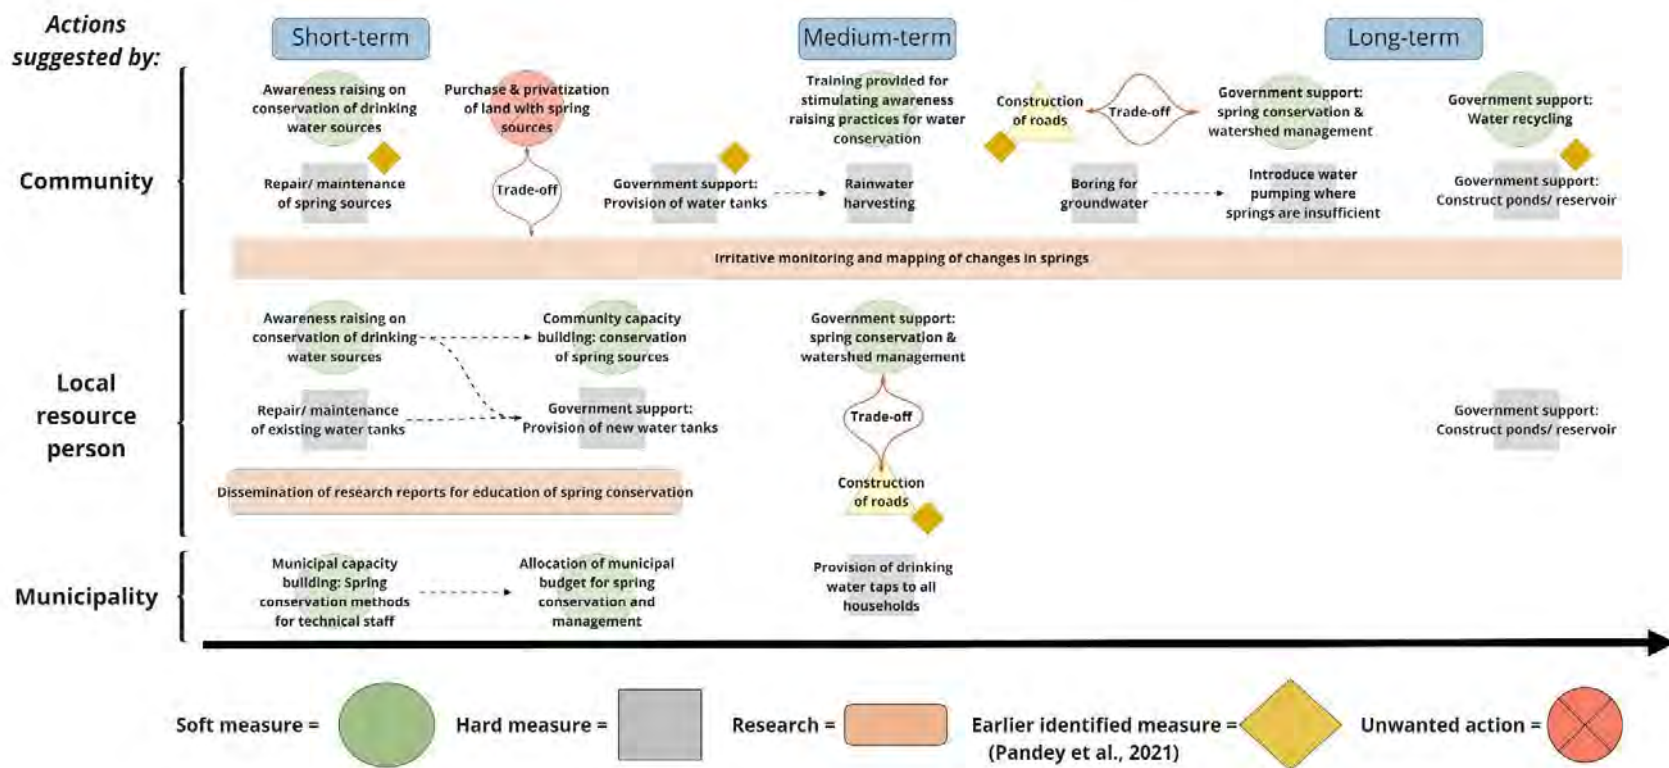 Actions
suggested by:
Short-term
Medium-term
Long-term
Community
Awareness raising on
conservation of drinking
water sources
Purchase & privatization
of land with spring
sources
Training provided for
stimulating awareness
raising practices for water
conservation
Construction
of roads
Trade-off
Government support:
spring conservation &
watershed management
Government support:
Water recycling
Repair/ maintenance
of spring sources
Trade-off
Government support:
Provision of water tanks
Rainwater
harvesting
Boring for
groundwater
Introduce water
pumping where
springs are insufficient
Government support:
Construct ponds/ reservoir
Irritative monitoring and mapping of changes in springs
Local
resource
person
Awareness raising on
conservation of drinking
water sources
Community capacity
building: conservation
of spring sources
Government support:
spring conservation &
watershed management
Repair/ maintenance
of existing water tanks
Government support:
Provision of new water tanks
Trade-off
Government support:
Construct ponds/ reservoir
Dissemination of research reports for education of spring conservation
Construction
of roads
Municipality
Municipal capacity
building: Spring
conservation methods
for technical staff
Allocation of municipal
budget for spring
conservation and
management
Provision of drinking
water taps to all
households
Soft measure =
Hard measure =
Research =
Earlier identified measure =
(Pandey et al., 2021)
Unwanted action =